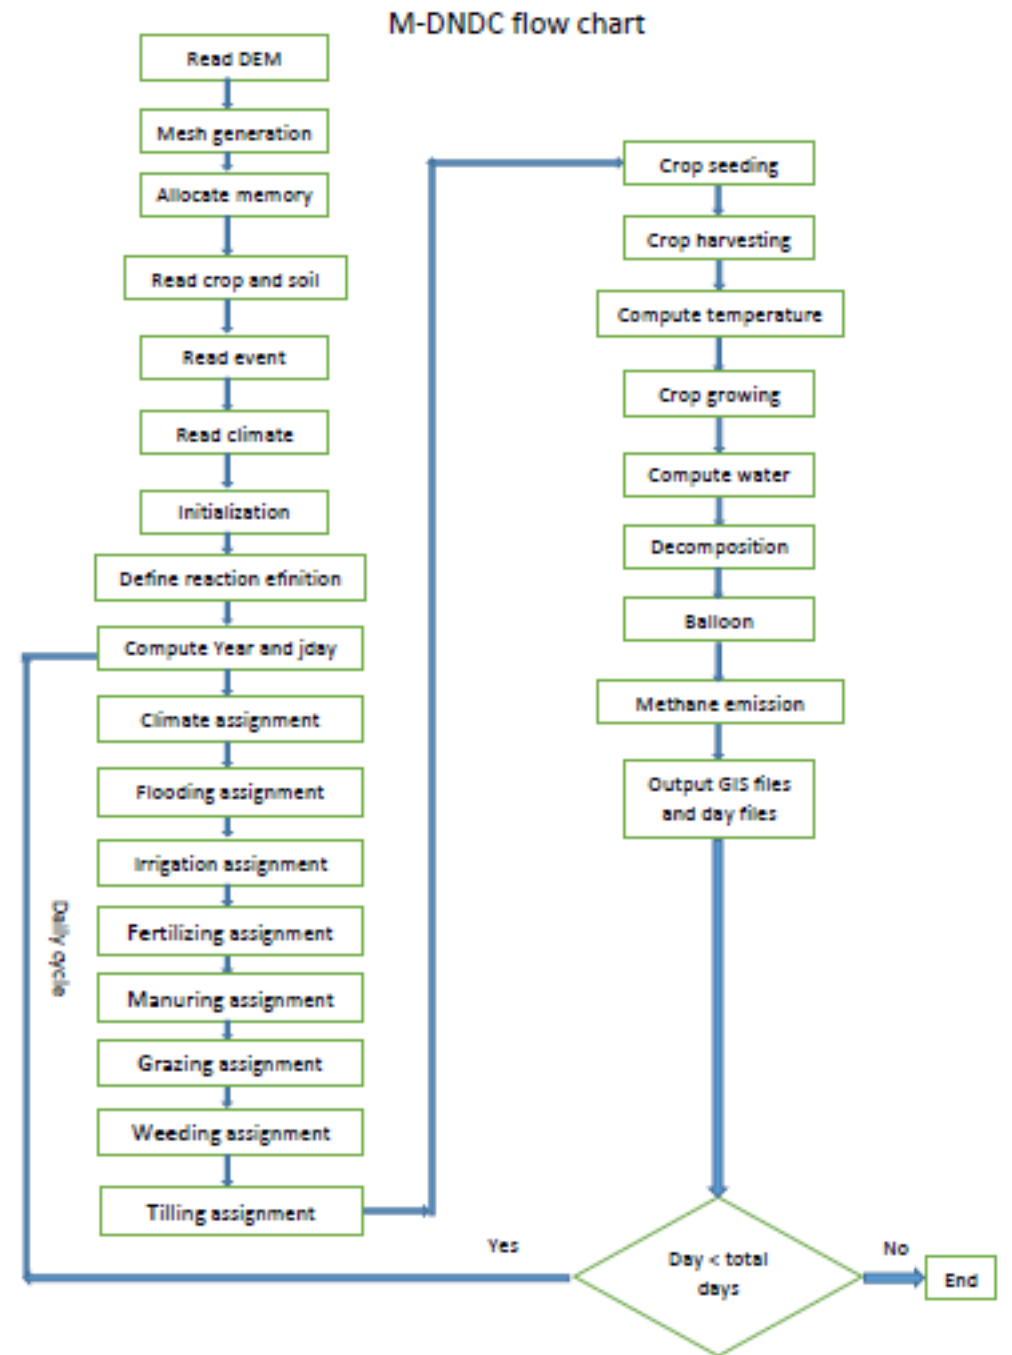 M-DNDC flow chart
Read DEM
Mesh generation
Allocate memory
Read crop and soil
Read event
Read climate
Initialization
Define reaction efinition
Compute Year and jday
Climate assignment
Flooding assignment
Irrigation assignment
Fertilizing assignment
Manuring assignment
Grazing assignment
Weeding assignment
Tilling assignment
Daily cycle
Crop seeding
Crop harvesting
Compute temperature
Crop growing
Compute water
Decomposition
Balloon
Methane emission
Output GIS files
and day files
Day < total
days
Yes
No
End